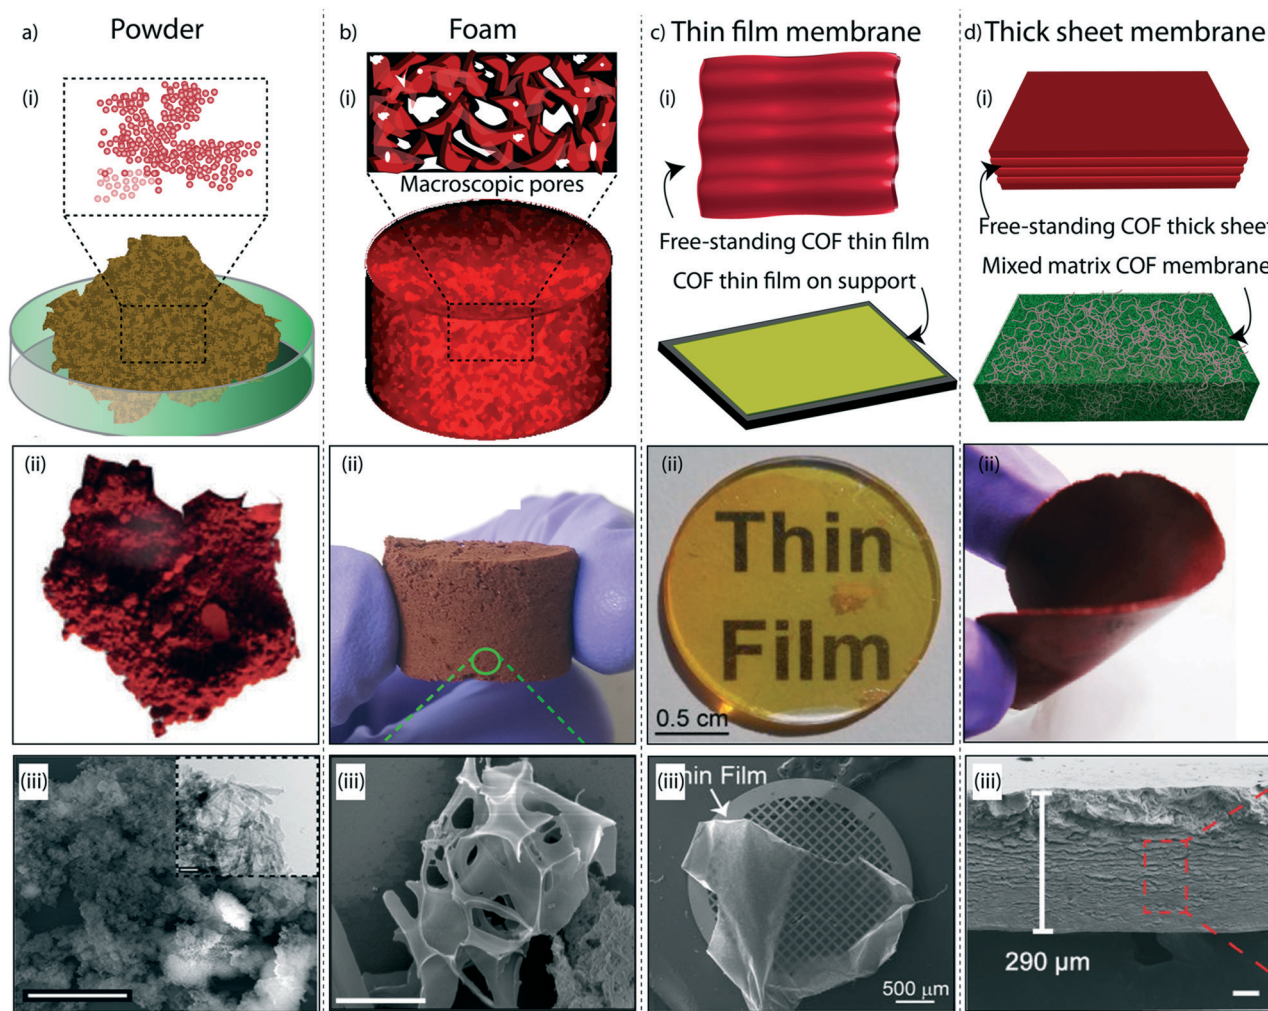 a)
Powder
(i)
b)
Foam
(i)
Macroscopic pores
c) Thin film membrane
(i)
Free-standing COF thin film
COF thin film on support
d) Thick sheet membrane
(i)
Free-standing COF thick sheet
Mixed matrix COF membrane
(ii)
(ii)
(ii)
Thin
Film
0.5 cm
(ii)
(iii)
(iii)
(iii)
Film
500 μm
(iii)
290 μm